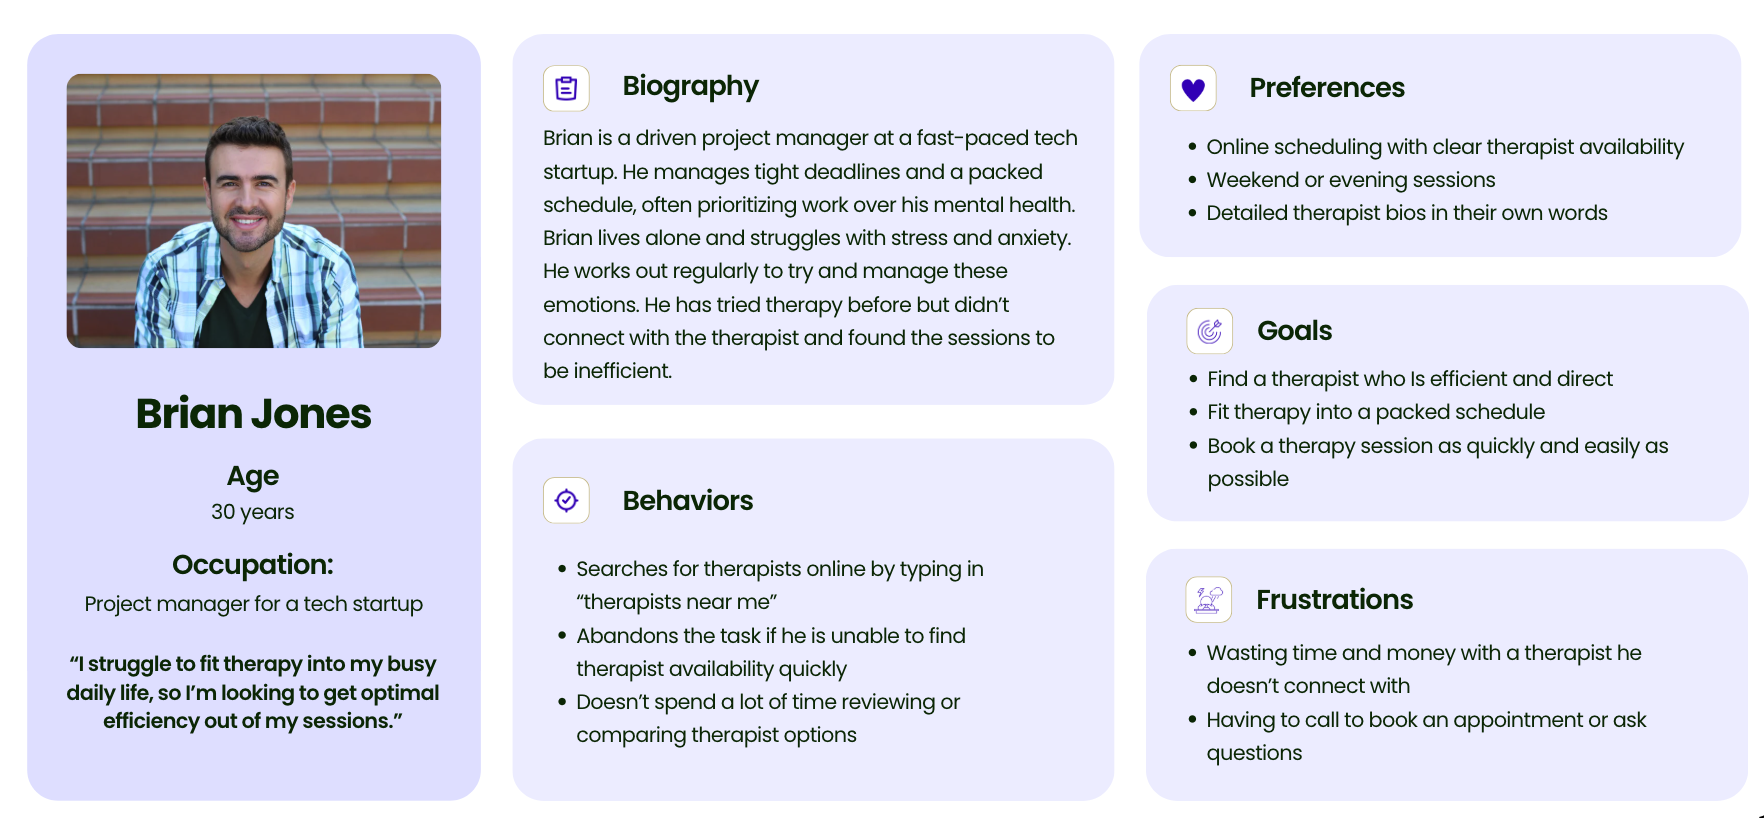 Brian Jones
Age
30 years
Occupation:
Project manager for a tech startup
“I struggle to fit therapy into my busy
daily life, so I’m looking to get optimal
efficiency out of my sessions.”
Biography
Brian is a driven project manager at a fast-paced tech
startup. He manages tight deadlines and a packed
schedule, often prioritizing work over his mental health.
Brian lives alone and struggles with stress and anxiety.
He works out regularly to try and manage these
emotions. He has tried therapy before but didn’t
connect with the therapist and found the sessions to
be inefficient.
Behaviors
• Searches for therapists online by typing in
“therapists near me”
• Abandons the task if he is unable to find
therapist availability quickly
• Doesn’t spend a lot of time reviewing or
comparing therapist options
Preferences
• Online scheduling with clear therapist availability
• Weekend or evening sessions
• Detailed therapist bios in their own words
Goals
• Find a therapist who Is efficient and direct
• Fit therapy into a packed schedule
• Book a therapy session as quickly and easily as
possible
Frustrations
• Wasting time and money with a therapist he
doesn’t connect with
• Having to call to book an appointment or ask
questions